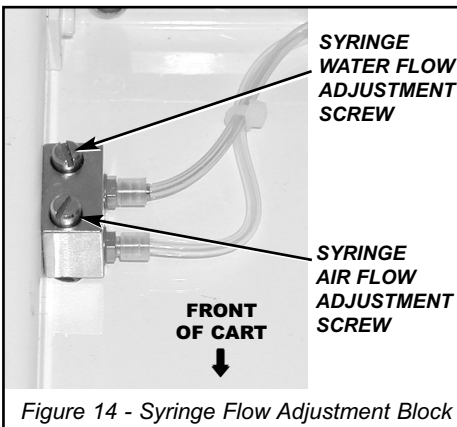 SYRINGE
WATER FLOW
ADJUSTMENT
SCREW
SYRINGE
AIR FLOW
ADJUSTMENT
SCREW
FRONT
OF CART
Figure 14 - Syringe Flow Adjustment Block